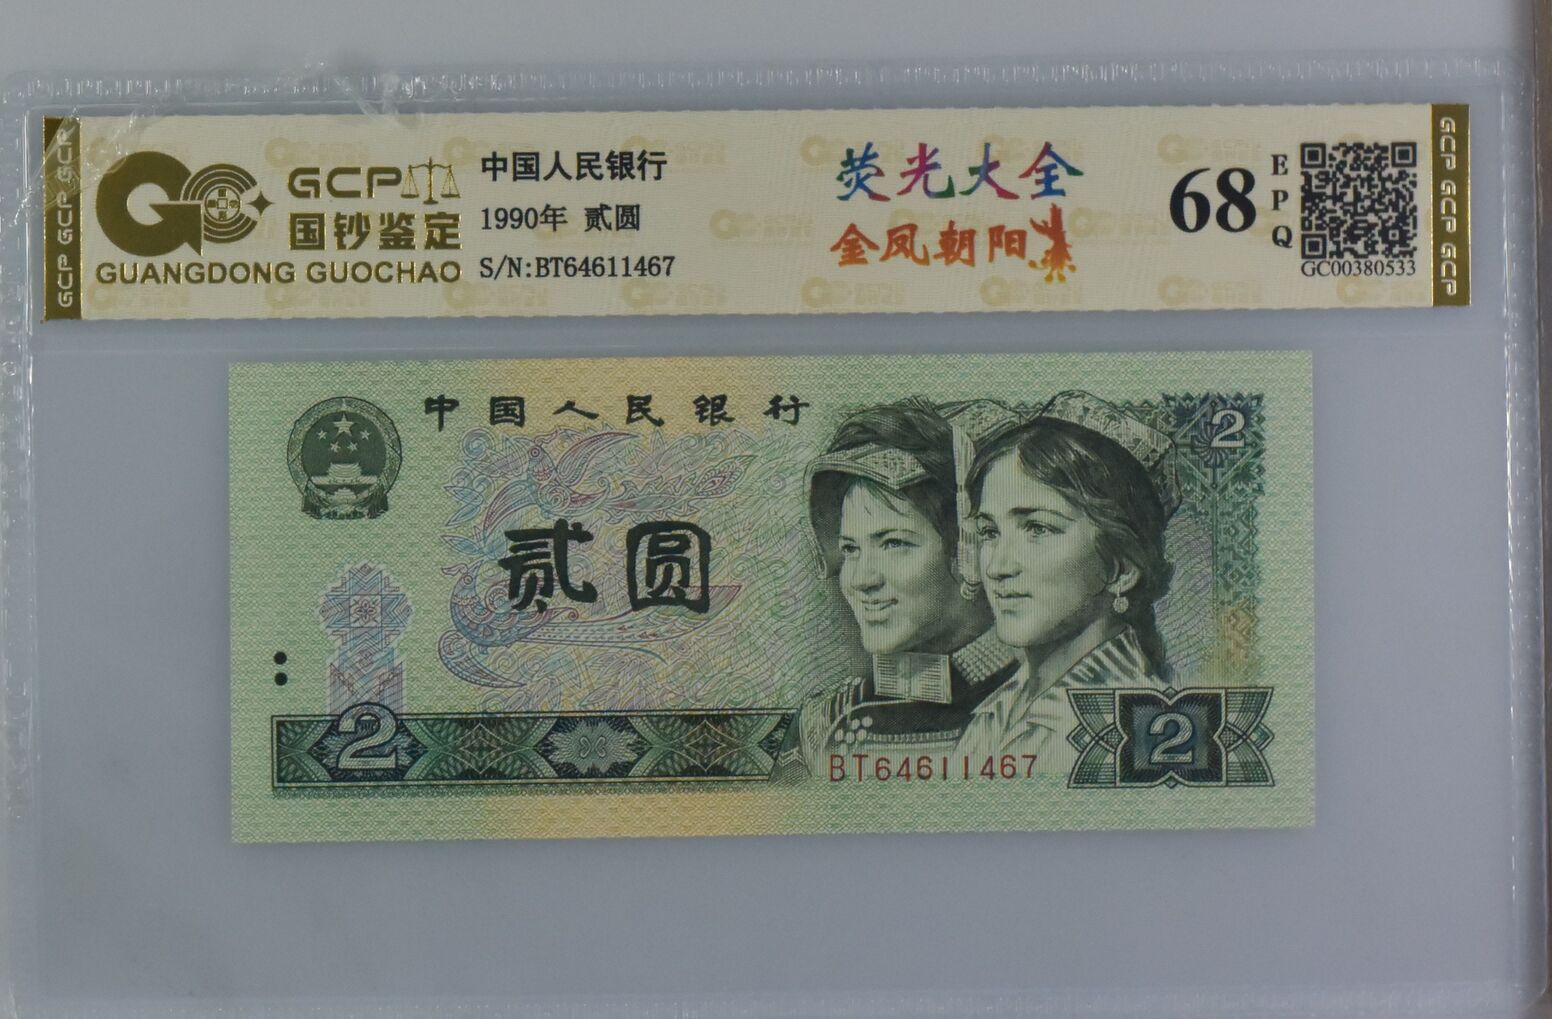 GCP
国钞鉴定
GUANGDONG GUOCHAO
中国人民银行
1990年 贰圆
S/N:BT64611467
荧光大全
金凤朝阳
68
EPQ
GC00380533
GCP GCP GCP
GCP GCP GCP
中国人民银行
2
贰圆
2
2
BT64611467